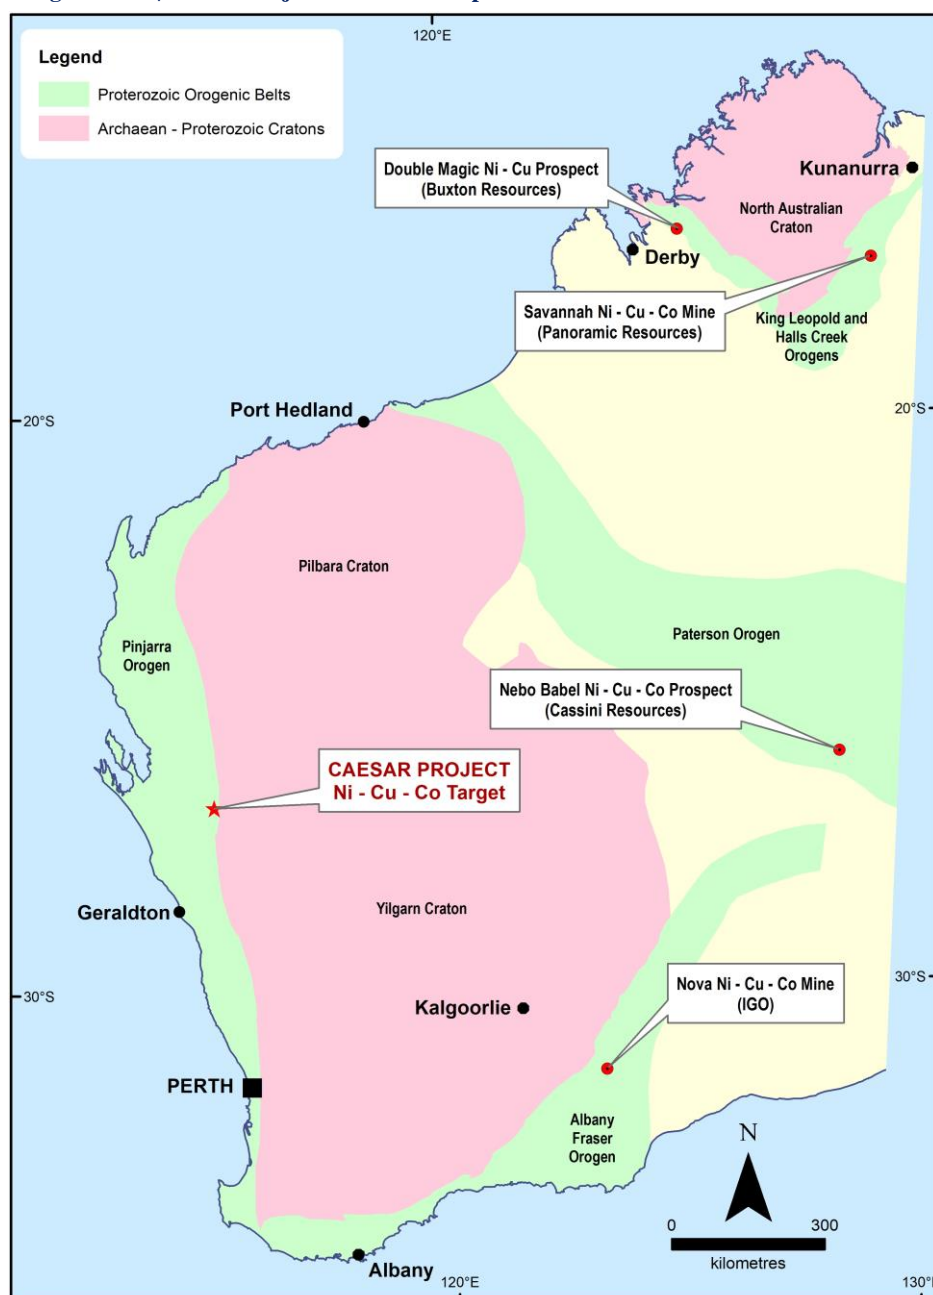 120°E
Legend
Proterozoic Orogenic Belts
Archaean - Proterozoic Cratons
Double Magic Ni - Cu Prospect
(Buxton Resources)
Kunanurra
North Australian
Craton
Derby
Savannah Ni - Cu - Co Mine
(Panoramic Resources)
King Leopold and
Halls Creek
Orogens
Port Hedland
20°S
20°S
Pilbara Craton
Pinjarra
Orogen
Paterson Orogen
Nebo Babel Ni - Cu - Co Prospect
(Cassini Resources)
CAESAR PROJECT
Ni - Cu - Co Target
Geraldton
Yilgarn Craton
30°S
30°S
Nova Ni - Cu - Co Mine
(IGO)
Kalgoorlie
PERTH
Albany
Fraser
Orogen
N
0 300
kilometres
Albany
120°E
130°E